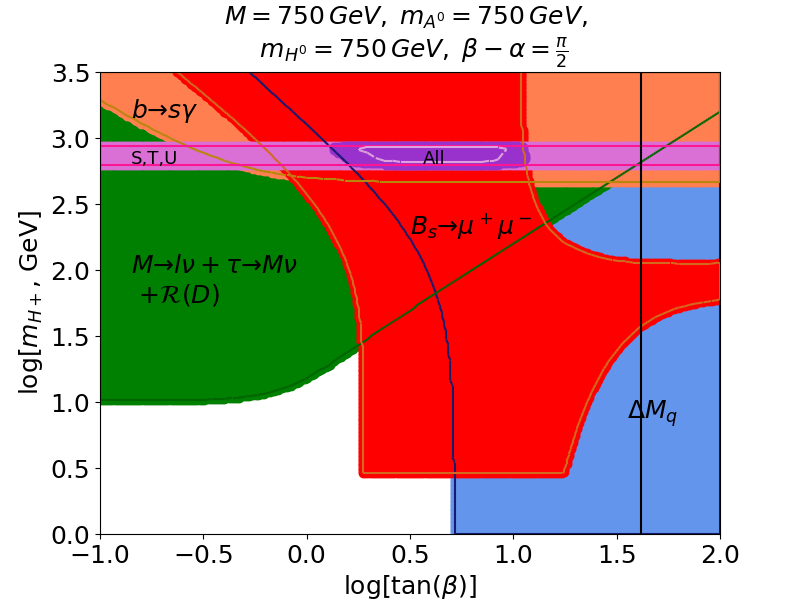 M = 750 GeV, m_{A^0} = 750 GeV,
m_{H^0} = 750 GeV, β − α = π/2
log[m_{H+}, GeV]
3.5
3.0
2.5
2.0
1.5
1.0
0.5
0.0
b→sγ
S,T,U
All
B_s→μ^+μ^−
M→lν + τ→Mν
+ℛ(D)
ΔM_q
−1.0 −0.5 0.0 0.5 1.0 1.5 2.0
log[tan(β)]